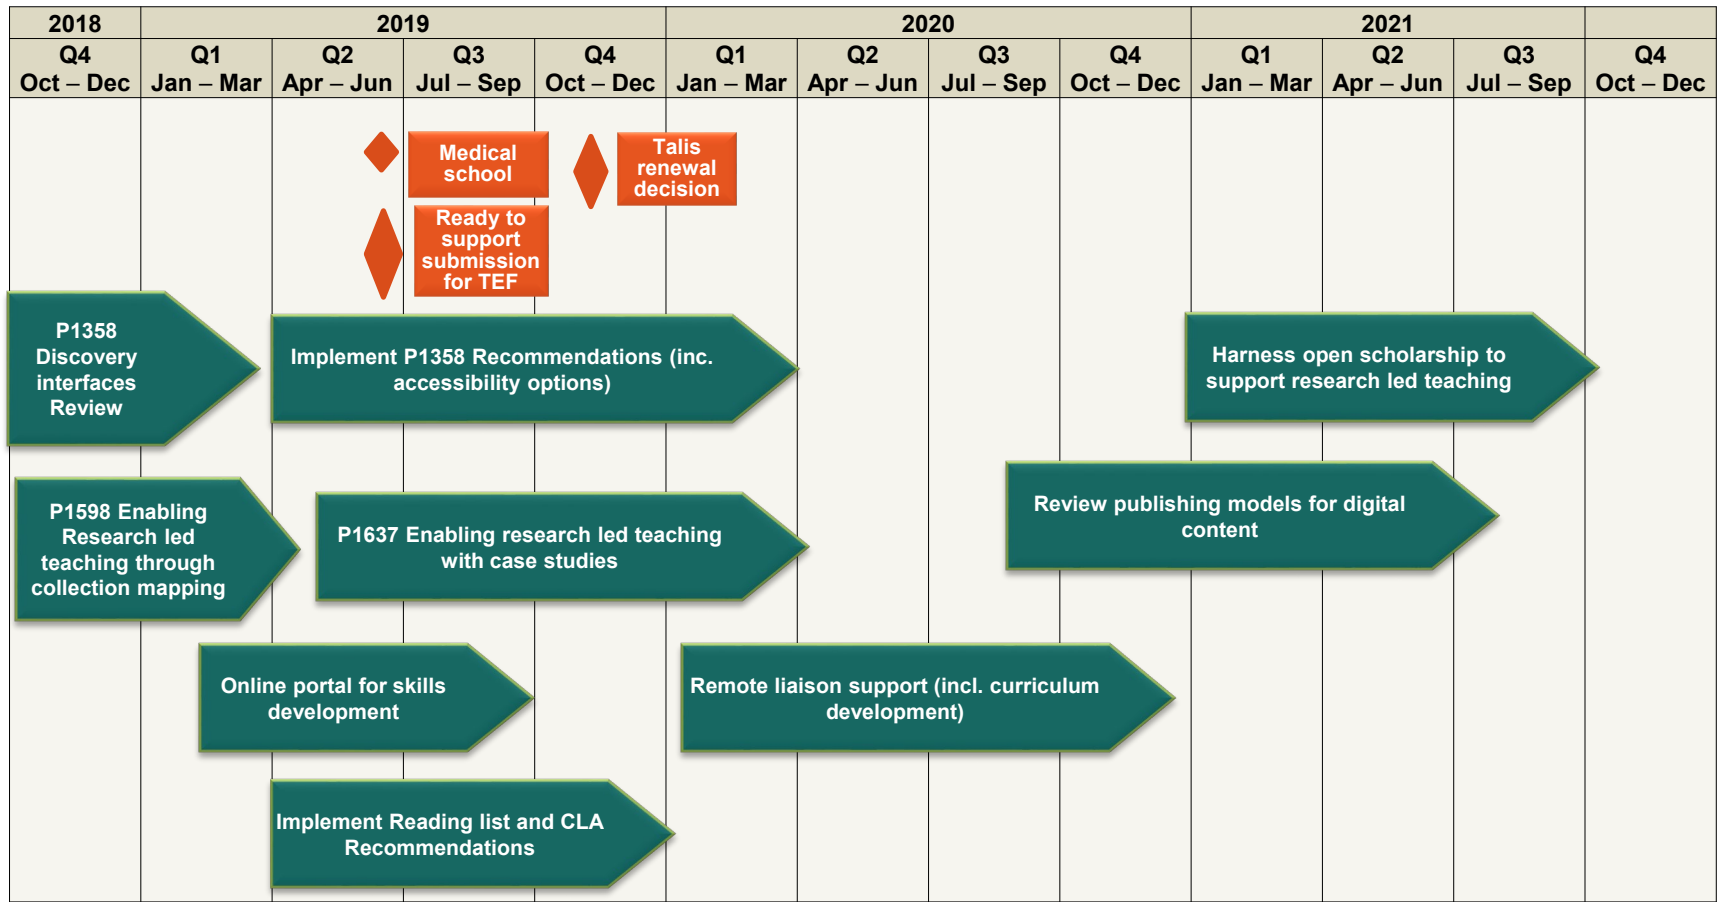 2018
2019
2020
2021
Q4
Oct – Dec
Q1
Jan – Mar
Q2
Apr – Jun
Q3
Jul – Sep
Q4
Oct – Dec
Q1
Jan – Mar
Q2
Apr – Jun
Q3
Jul – Sep
Q4
Oct – Dec
Q1
Jan – Mar
Q2
Apr – Jun
Q3
Jul – Sep
Q4
Oct – Dec
Medical
school
Talis
renewal
decision
Ready to
support
submission
for TEF
P1358
Discovery
interfaces
Review
Implement P1358 Recommendations (inc.
accessibility options)
Harness open scholarship to
support research led teaching
P1598 Enabling
Research led
teaching through
collection mapping
P1637 Enabling research led teaching
with case studies
Review publishing models for digital
content
Online portal for skills
development
Remote liaison support (incl. curriculum
development)
Implement Reading list and CLA
Recommendations